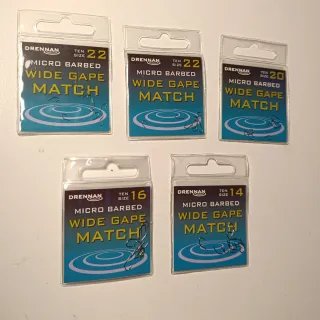 DRENNAN TEN SIZE 22
MICRO BARBED
WIDE GAPE
MATCH
DRENNAN TEN SIZE 22
MICRO BARBED
WIDE GAPE
MATCH
DRENNAN TEN SIZE 20
MICRO BARBED
WIDE GAPE
MATCH
DRENNAN TEN SIZE 16
MICRO BARBED
WIDE GAPE
MATCH
DRENNAN TEN SIZE 14
MICRO BARBED
WIDE GAPE
MATCH